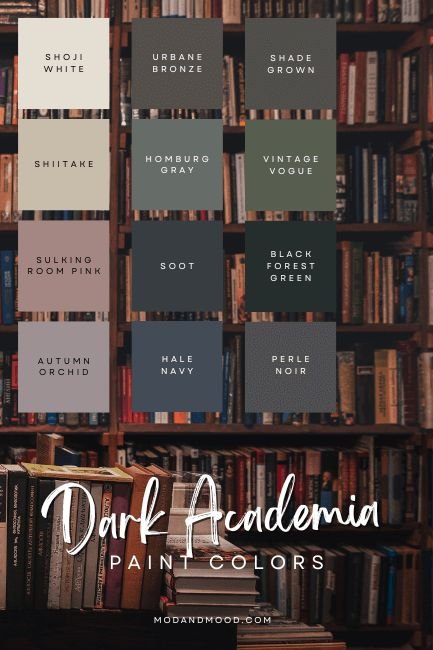 SHOJI
WHITE
URBANE
BRONZE
SHADE
GROWN
SHIITAKE
HOMBURG
GRAY
VINTAGE
VOGUE
SULKING
ROOM PINK
SOOT
BLACK
FOREST
GREEN
AUTUMN
ORCHID
HALE
NAVY
PERLE
NOIR
Dark Academia
PAINT COLORS
MODANDMOOD.COM